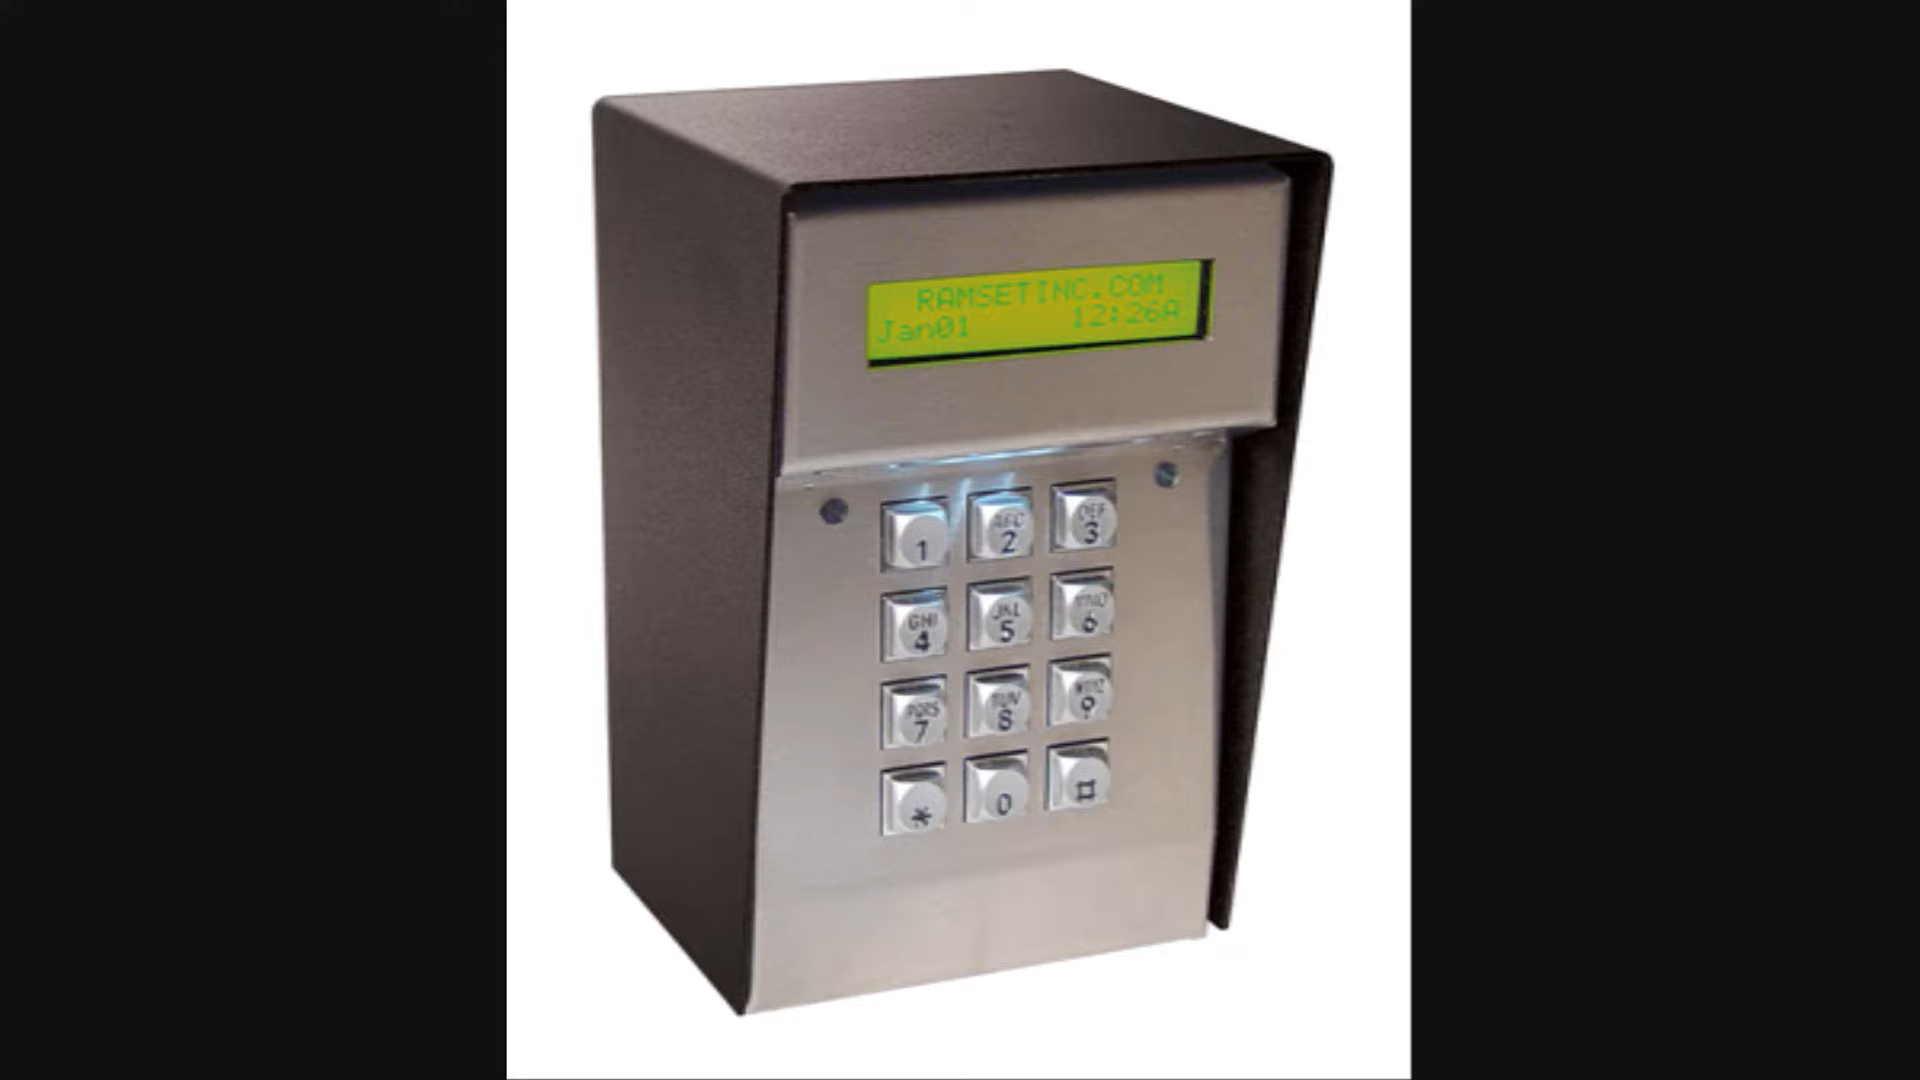 RAMSETINC.COM
Jan01 12:26A
1 ABC 2 DEF 3
GHI 4 JKL 5 MNO 6
PQRS 7 TUV 8 9
* 0 #